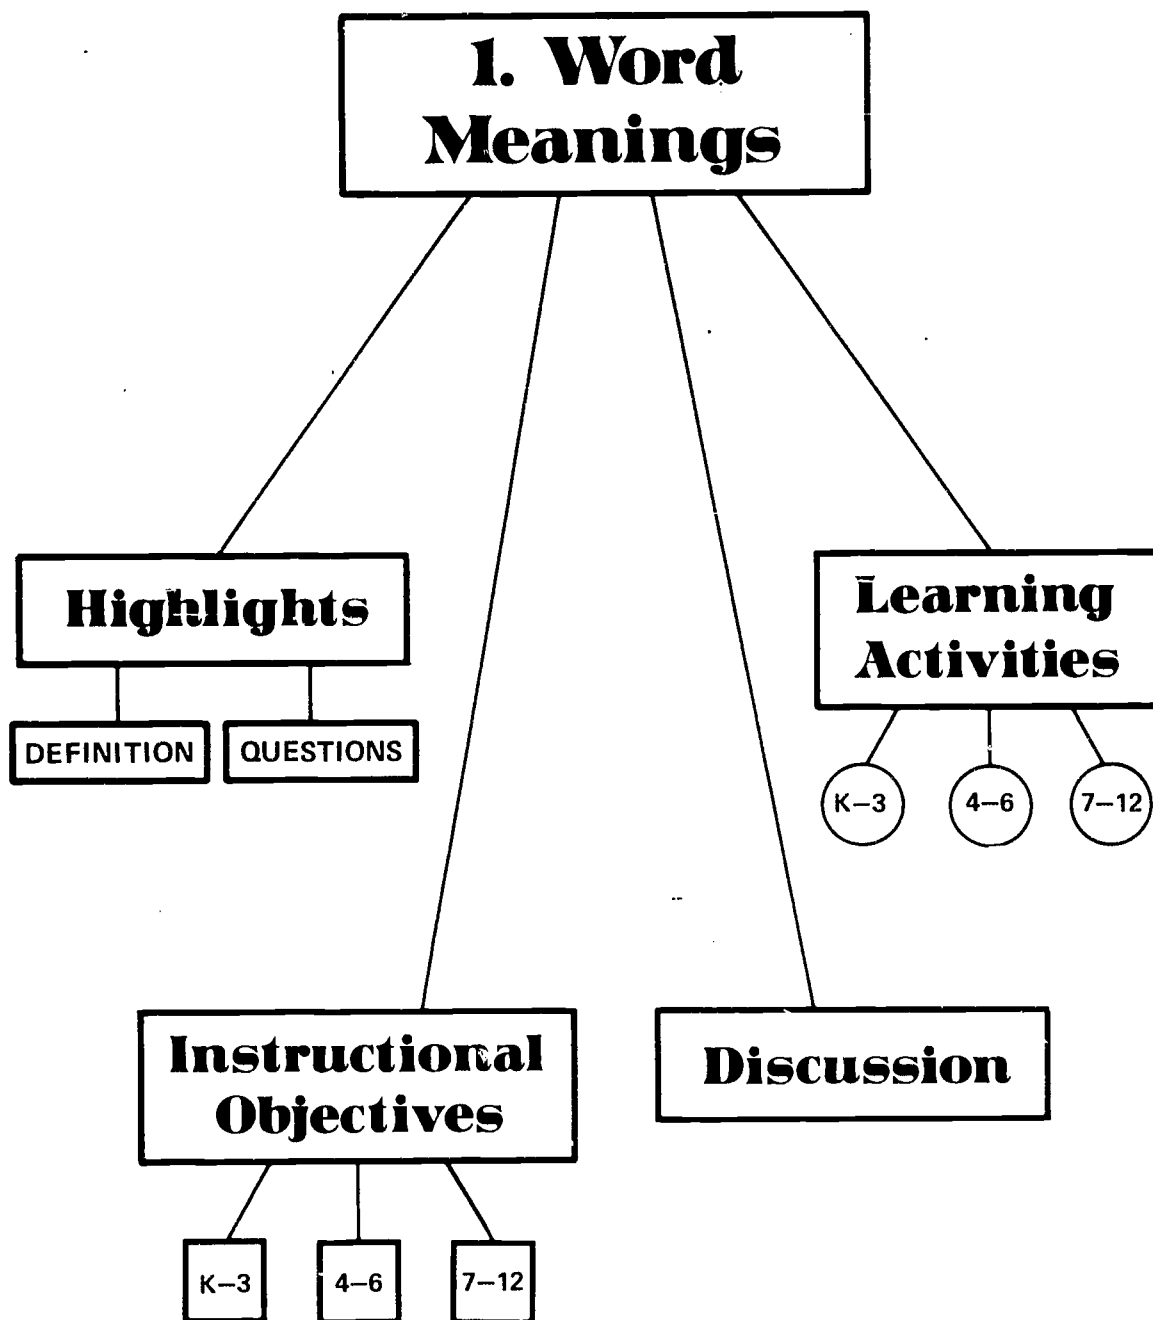 1. Word
Meanings
Highlights
DEFINITION
QUESTIONS
Learning
Activities
K–3
4–6
7–12
Instructional
Objectives
K–3
4–6
7–12
Discussion